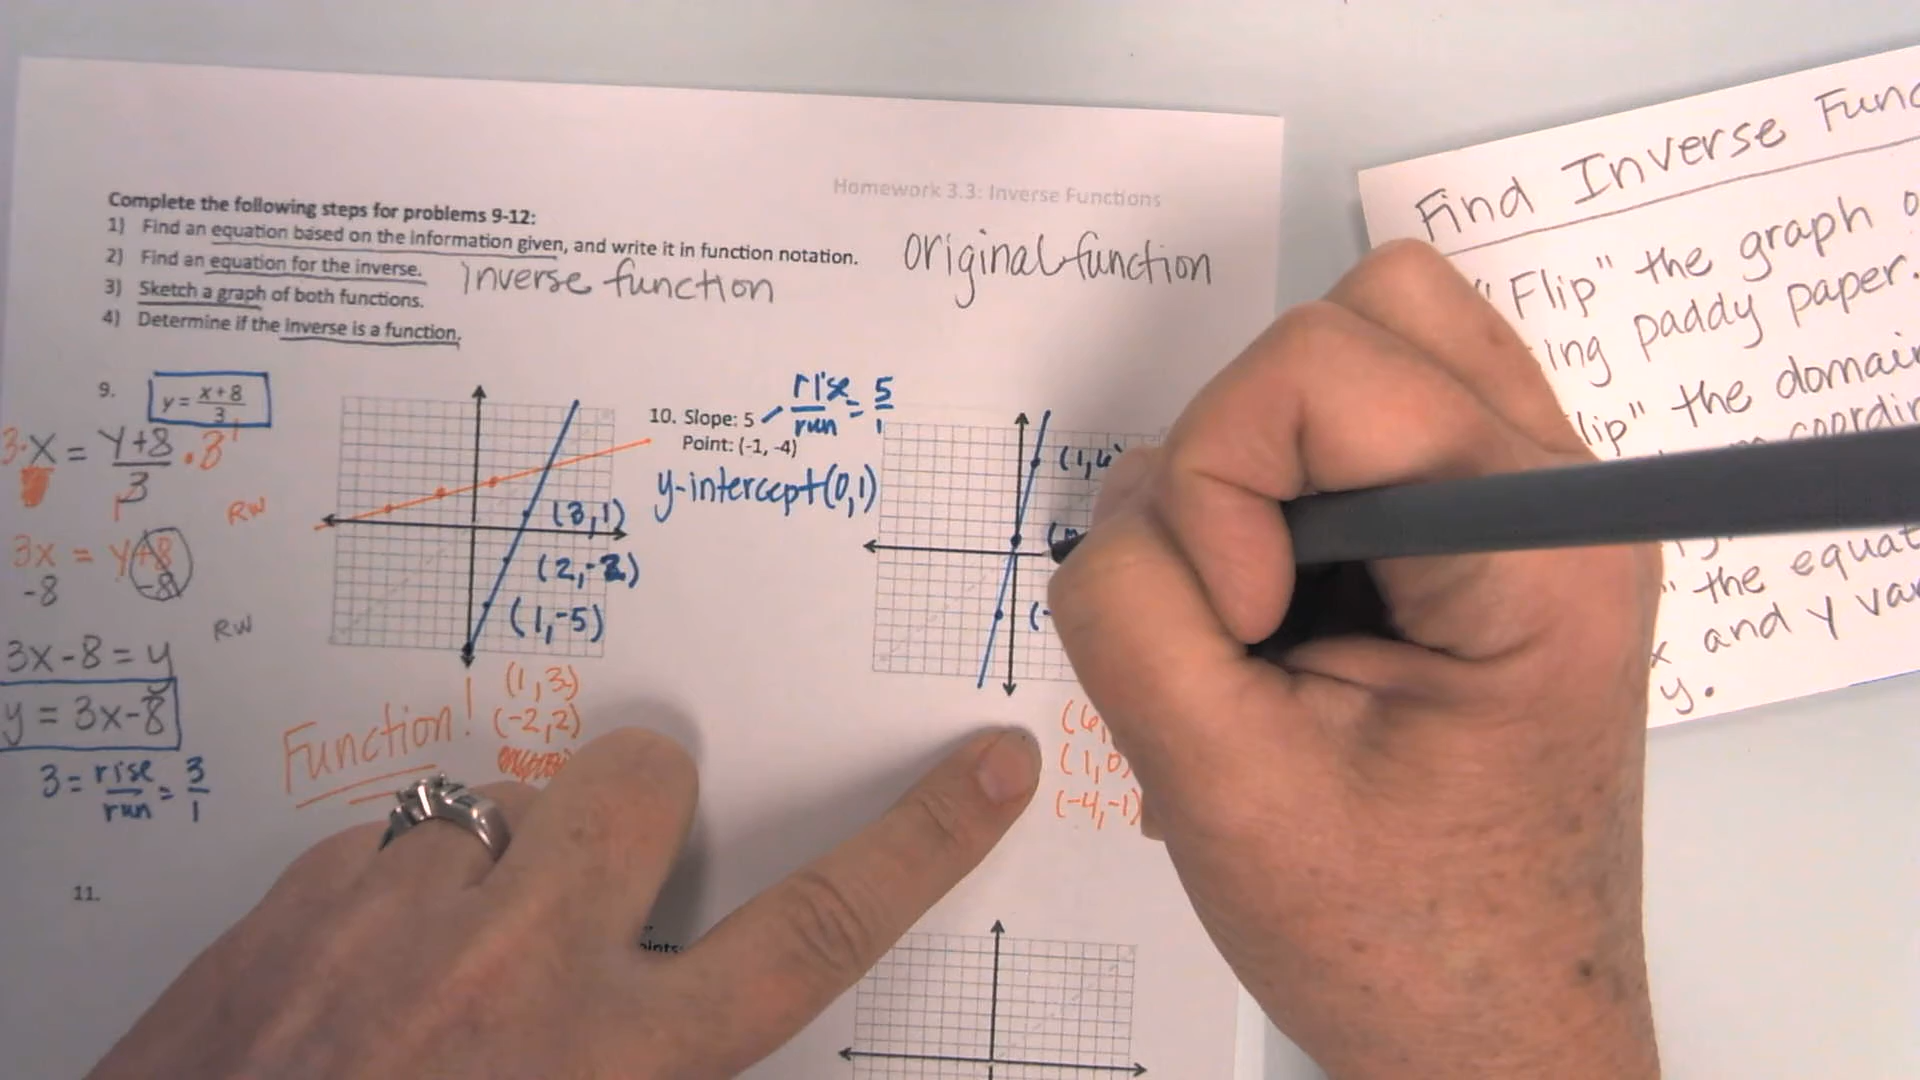 Homework 3.3: Inverse Functions
Complete the following steps for problems 9-12:
1) Find an equation based on the information given, and write it in function notation.
original function
2) Find an equation for the inverse.
inverse function
3) Sketch a graph of both functions.
4) Determine if the inverse is a function.
9. y = x+8/3
3·x = y+8/3 · 3
RW
3x = y+8
-8 -8
RW
3x-8 = y
y = 3x-8
3 = rise/run = 3/1
(3,1)
(2,-2)
(1,-5)
(1,3)
(-2,2)
Function!
10. Slope: 5
rise/run = 5/1
Point: (-1, -4)
y-intercept (0,1)
(1,6
(
(-
(6,
(1,0)
(-4,-1)
11.
Find Inverse
"Flip" the graph
paddy paper.
the
the
x and y
y.